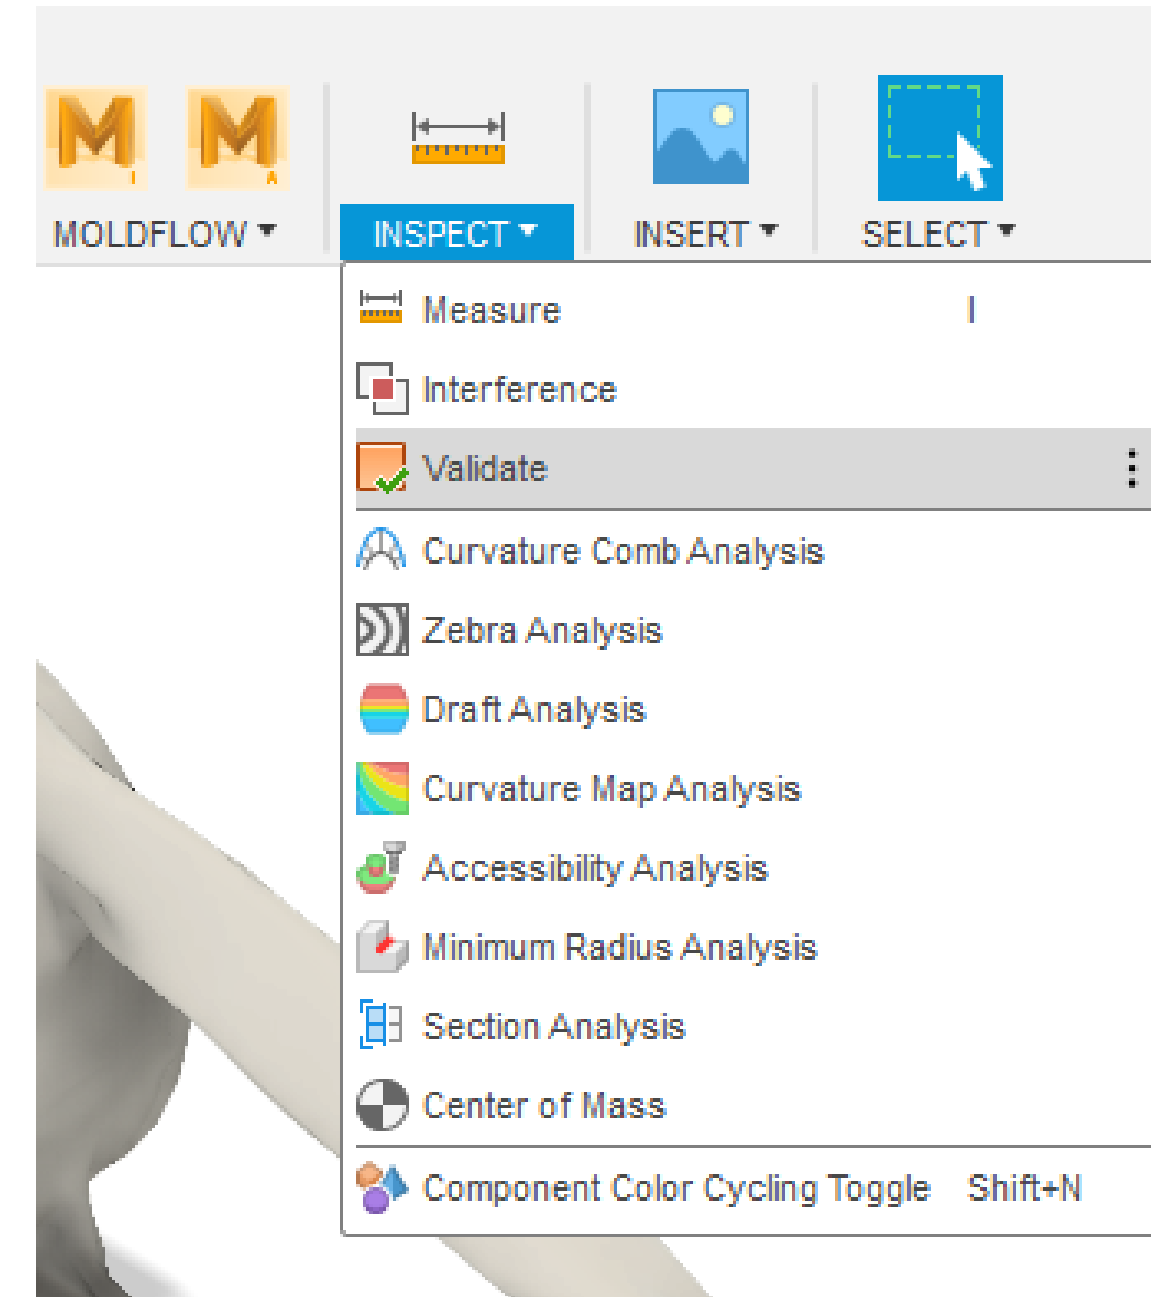 MOLDFLOW INSPECT INSERT SELECT
Measure I
Interference
Validate
Curvature Comb Analysis
Zebra Analysis
Draft Analysis
Curvature Map Analysis
Accessibility Analysis
Minimum Radius Analysis
Section Analysis
Center of Mass
Component Color Cycling Toggle Shift+N